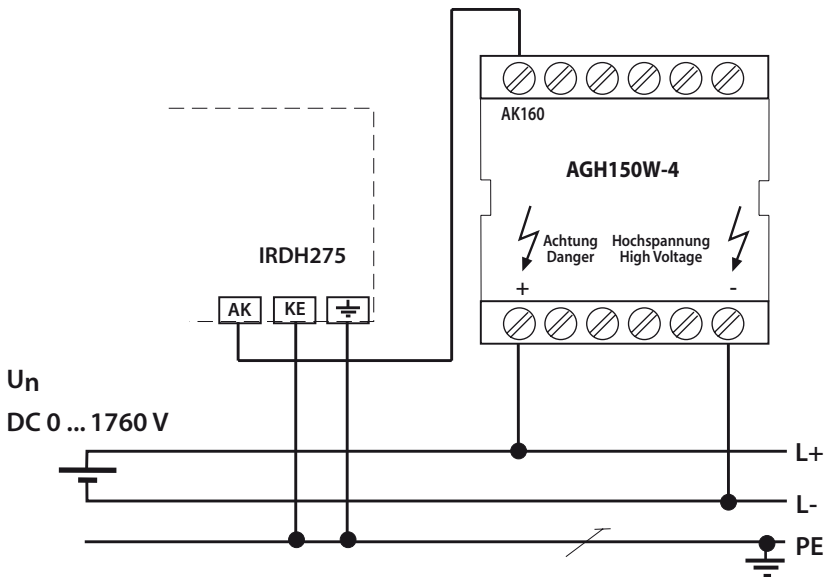 AK160
AGH150W-4
Achtung Hochspannung
Danger High Voltage
+ -
IRDH275
AK KE
Un
DC 0 ... 1760 V
L+
L-
PE